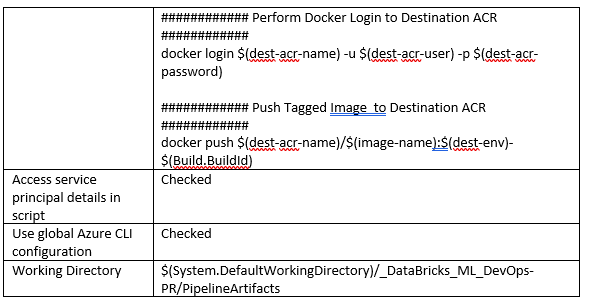 ############ Perform Docker Login to Destination ACR
############
docker login $(dest-acr-name) -u $(dest-acr-user) -p $(dest-acr-
password)
############ Push Tagged Image  to Destination ACR
############
docker push $(dest-acr-name)/$(image-name):$(dest-env)-
$(Build.BuildId)
Access service
principal details in
script
Checked
Use global Azure CLI
configuration
Checked
Working Directory
$(System.DefaultWorkingDirectory)/_DataBricks_ML_DevOps-
PR/PipelineArtifacts